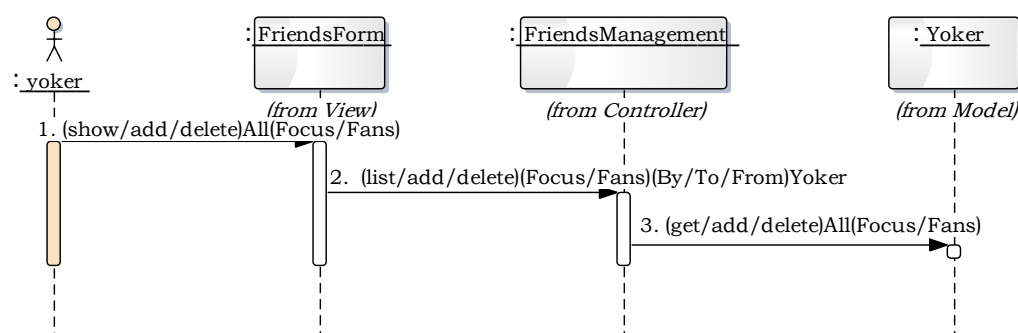 : yoker
: FriendsForm
(from View)
: FriendsManagement
(from Controller)
: Yoker
(from Model)
1. (show/add/delete)All(Focus/Fans)
2. (list/add/delete)(Focus/Fans)(By/To/From)Yoker
3. (get/add/delete)All(Focus/Fans)